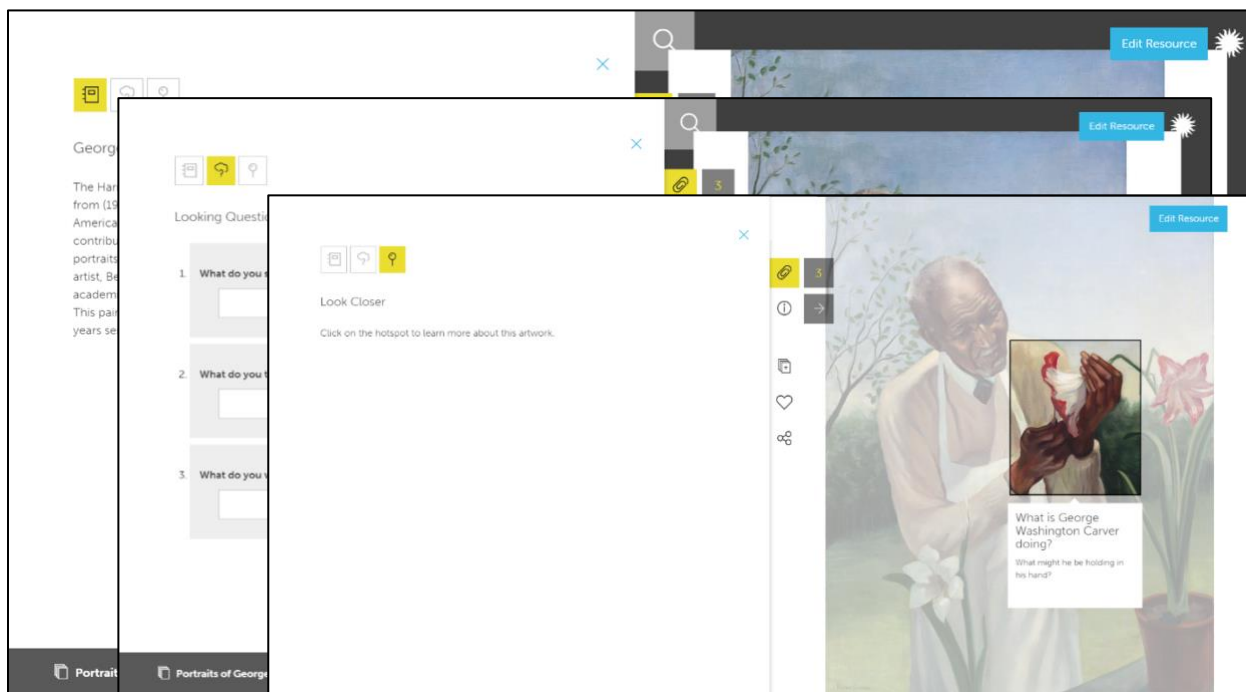 Edit Resource
Georg
The Har
from (19
America
contribu
portraits
artist, Be
academ
This pai
years se
Portrait
Edit Resource
3
Looking Questio
1. What do you s
2. What do you t
3. What do you w
Portraits of George
Edit Resource
3
Look Closer
Click on the hotspot to learn more about this artwork.
What is George
Washington Carver
doing?
What might he be holding in
his hand?